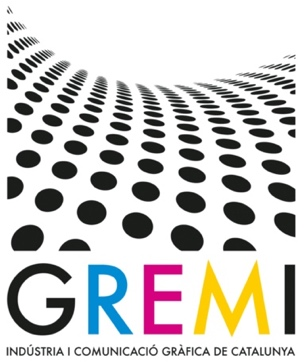 GREMI
INDÚSTRIA I COMUNICACIÓ GRÀFICA DE CATALUNYA